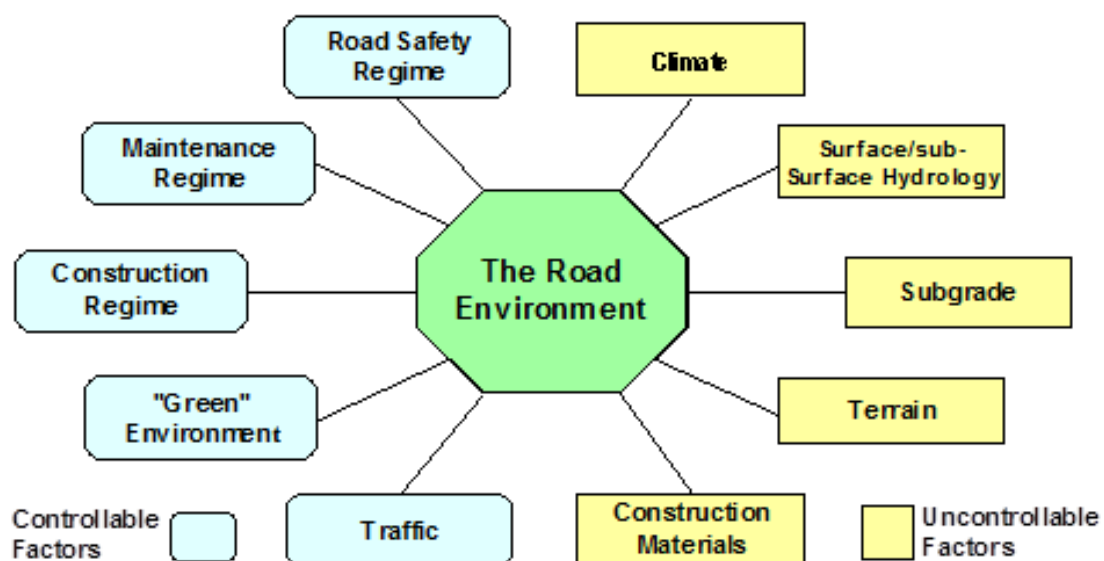 Road Safety
Regime
Climate
Maintenance
Regime
Surface/sub-
Surface Hydrology
Construction
Regime
The Road
Environment
Subgrade
"Green"
Environment
Terrain
Traffic
Construction
Materials
Controllable
Factors
Uncontrollable
Factors